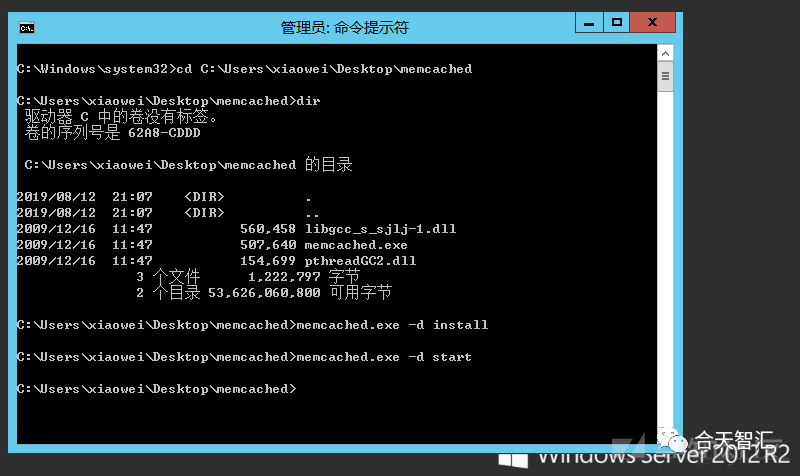 管理员: 命令提示符
C:\Windows\system32>cd C:\Users\xiaowei\Desktop\memcached
C:\Users\xiaowei\Desktop\memcached>dir
驱动器 C 中的卷没有标签。
卷的序列号是 62A8-CDDD
C:\Users\xiaowei\Desktop\memcached 的目录
2019/08/12  21:07    <DIR>          .
2019/08/12  21:07    <DIR>          ..
2009/12/16  11:47           560,458 libgcc_s_sjlj-1.dll
2009/12/16  11:47           507,640 memcached.exe
2009/12/16  11:47           154,699 pthreadGC2.dll
3 个文件      1,222,797 字节
2 个目录 53,626,060,800 可用字节
C:\Users\xiaowei\Desktop\memcached>memcached.exe -d install
C:\Users\xiaowei\Desktop\memcached>memcached.exe -d start
C:\Users\xiaowei\Desktop\memcached>
合天智汇
Windows Server 2012 R2